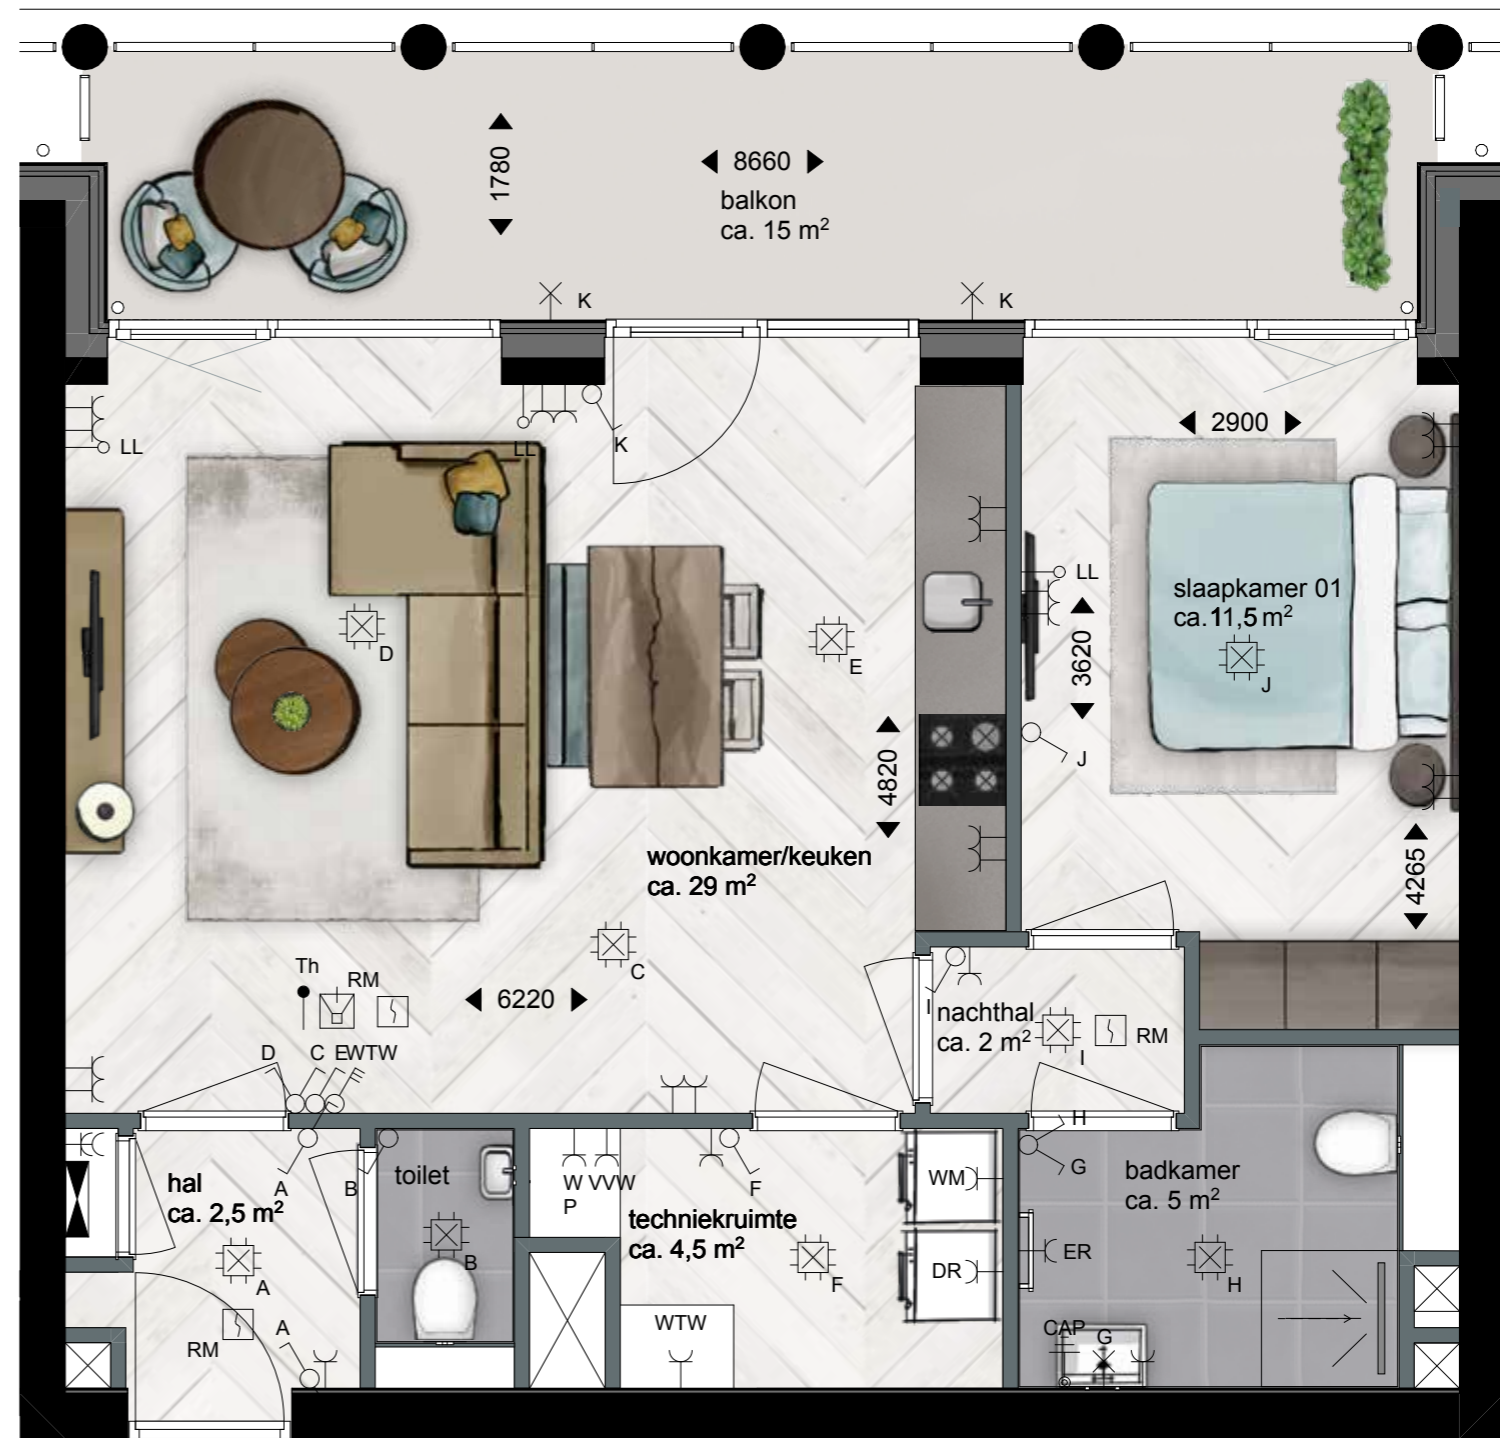 1780
8660
balkon
ca. 15 m²
K
K
LL
LL
K
2900
LL
slaapkamer 01
ca.11,5 m²
J
3620
J
D
E
4820
woonkamer/keuken
ca. 29 m²
4265
C
Th
RM
6220
I
nachthal
ca. 2 m²
I
RM
D
C
EWTW
H
G
hal
ca. 2,5 m²
A
B
toilet
W
P
VVW
F
WM
badkamer
ca. 5 m²
techniekruimte
ca. 4,5 m²
A
B
F
DR
ER
H
RM
A
WTW
CAP
G